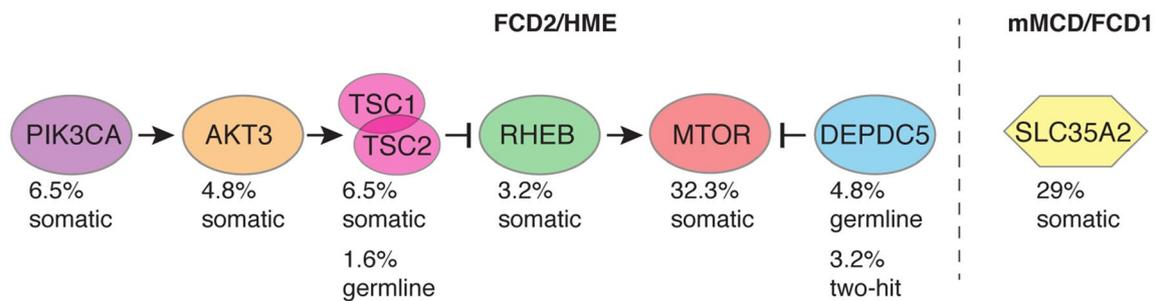 FCD2/HME
mMCD/FCD1
PIK3CA
AKT3
TSC1
TSC2
RHEB
MTOR
DEPDC5
SLC35A2
6.5%
somatic
4.8%
somatic
6.5%
somatic
1.6%
germline
3.2%
somatic
32.3%
somatic
4.8%
germline
3.2%
two-hit
29%
somatic